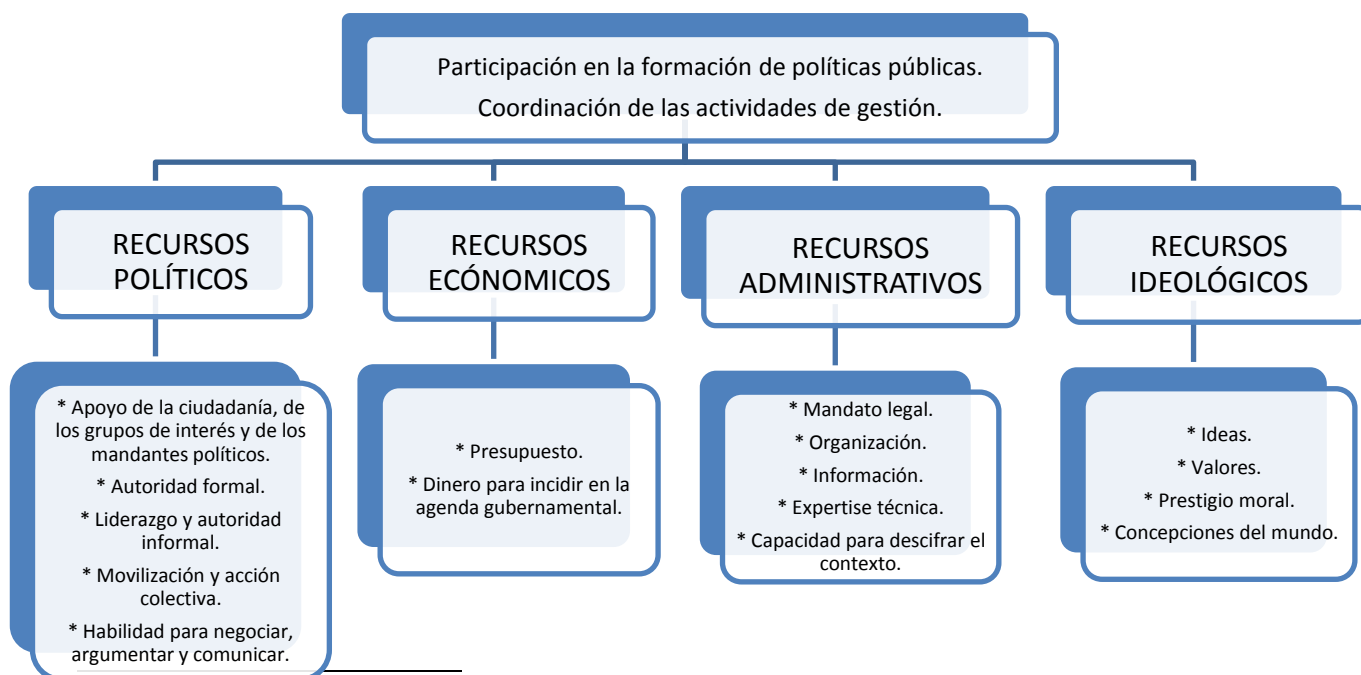 Participación en la formación de políticas públicas.
Coordinación de las actividades de gestión.
RECURSOS
POLÍTICOS
* Apoyo de la ciudadanía, de
los grupos de interés y de los
mandantes políticos.
* Autoridad formal.
* Liderazgo y autoridad
informal.
* Movilización y acción
colectiva.
* Habilidad para negociar,
argumentar y comunicar.
RECURSOS
ECÓNOMICOS
* Presupuesto.
* Dinero para incidir en la
agenda gubernamental.
RECURSOS
ADMINISTRATIVOS
* Mandato legal.
* Organización.
* Información.
* Expertise técnica.
* Capacidad para descifrar el
contexto.
RECURSOS
IDEOLÓGICOS
* Ideas.
* Valores.
* Prestigio moral.
* Concepciones del mundo.